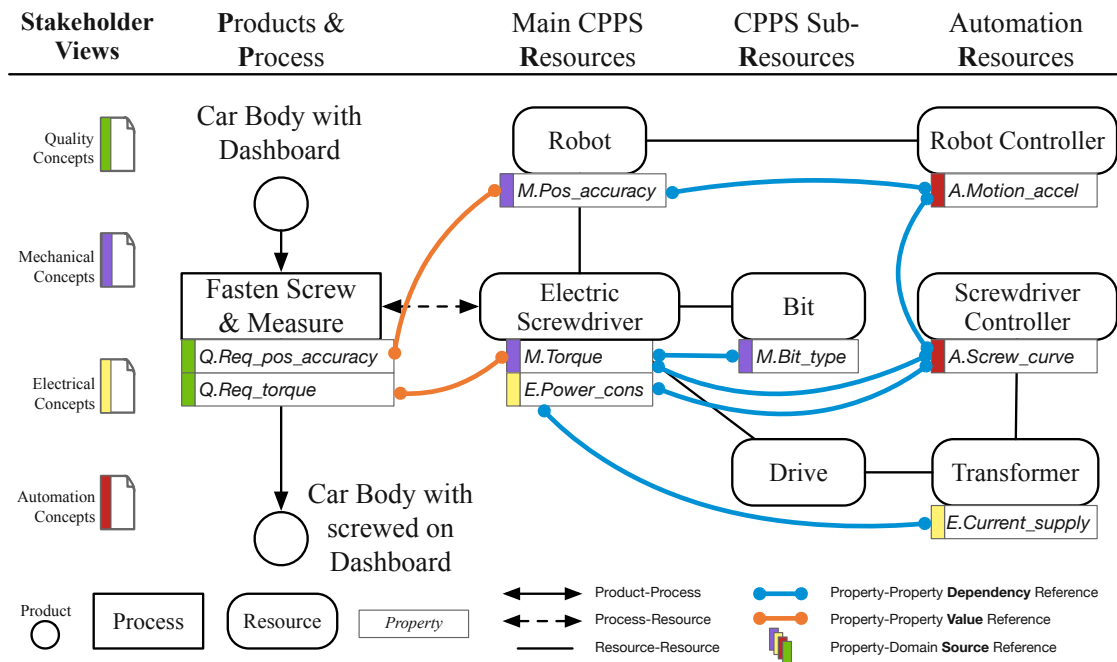 Stakeholder
Views
Products &
Process
Main CPPS
Resources
CPPS Sub-
Resources
Automation
Resources
Quality
Concepts
Mechanical
Concepts
Electrical
Concepts
Automation
Concepts
Car Body with
Dashboard
Fasten Screw
& Measure
Q.Req_pos_accuracy
Q.Req_torque
Car Body with
screwed on
Dashboard
Robot
M.Pos_accuracy
Electric
Screwdriver
M.Torque
E.Power_cons
Bit
M.Bit_type
Drive
Robot Controller
A.Motion_accel
Screwdriver
Controller
A.Screw_curve
Transformer
E.Current_supply
Product
Process
Resource
Property
Product-Process
Process-Resource
Resource-Resource
Property-Property Dependency Reference
Property-Property Value Reference
Property-Domain Source Reference